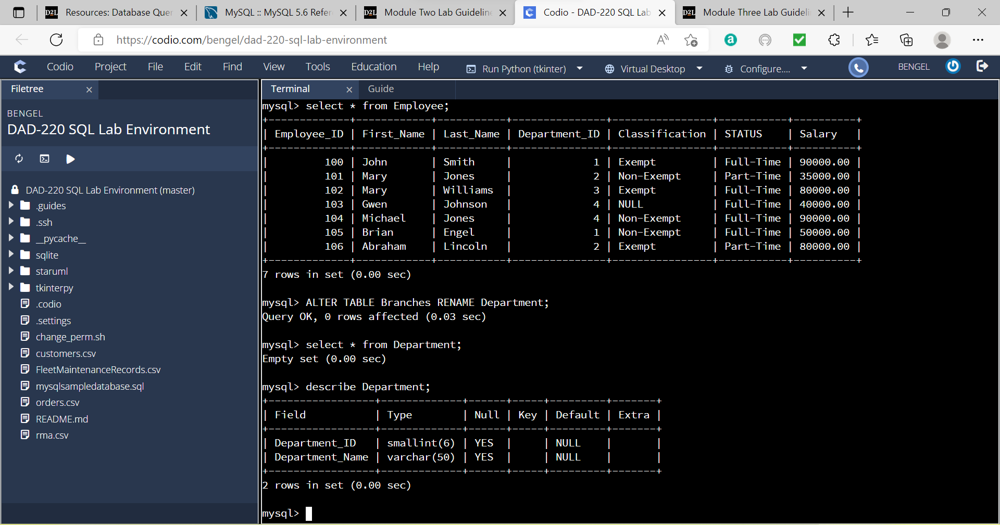 Resources: Database Quer
MySQL :: MySQL 5.6 Refer
Module Two Lab Guideline
Codio - DAD-220 SQL Lab
Module Three Lab Guideli
https://codio.com/bengel/dad-220-sql-lab-environment
Codio Project File Edit Find View Tools Education Help Run Python (tkinter) Virtual Desktop Configure.... BENGEL
Filetree
Terminal
Guide
BENGEL
DAD-220 SQL Lab Environment
DAD-220 SQL Lab Environment (master)
.guides
.ssh
__pycache__
sqlite
staruml
tkinterpy
.codio
.settings
change_perm.sh
customers.csv
FleetMaintenanceRecords.csv
mysqlsampledatabase.sql
orders.csv
README.md
rma.csv
mysql> select * from Employee;
+-------------+------------+-----------+---------------+----------------+-----------+----------+
| Employee_ID | First_Name | Last_Name | Department_ID | Classification | STATUS    | Salary   |
+-------------+------------+-----------+---------------+----------------+-----------+----------+
|         100 | John       | Smith     |             1 | Exempt         | Full-Time | 90000.00 |
|         101 | Mary       | Jones     |             2 | Non-Exempt     | Part-Time | 35000.00 |
|         102 | Mary       | Williams  |             3 | Exempt         | Full-Time | 80000.00 |
|         103 | Gwen       | Johnson   |             4 | NULL           | Full-Time | 40000.00 |
|         104 | Michael    | Jones     |             4 | Non-Exempt     | Full-Time | 90000.00 |
|         105 | Brian      | Engel     |             1 | Non-Exempt     | Full-Time | 50000.00 |
|         106 | Abraham    | Lincoln   |             2 | Exempt         | Part-Time | 80000.00 |
+-------------+------------+-----------+---------------+----------------+-----------+----------+
7 rows in set (0.00 sec)
mysql> ALTER TABLE Branches RENAME Department;
Query OK, 0 rows affected (0.03 sec)
mysql> select * from Department;
Empty set (0.00 sec)
mysql> describe Department;
+-----------------+-------------+------+-----+---------+-------+
| Field           | Type        | Null | Key | Default | Extra |
+-----------------+-------------+------+-----+---------+-------+
| Department_ID   | smallint(6) | YES  |     | NULL    |       |
| Department_Name | varchar(50) | YES  |     | NULL    |       |
+-----------------+-------------+------+-----+---------+-------+
2 rows in set (0.00 sec)
mysql>